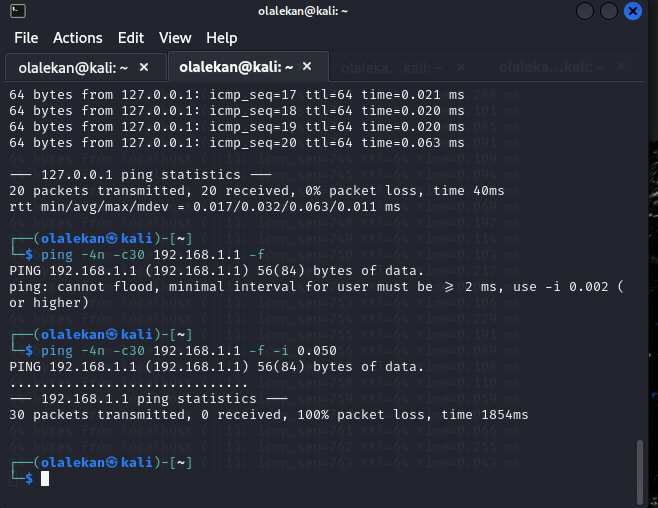 olalekan@kali: ~
File Actions Edit View Help
olalekan@kali: ~ × olalekan@kali: ~ × olaleka…kali: ~ × olalekan@kali: ~ ×
64 bytes from 127.0.0.1: icmp_seq=17 ttl=64 time=0.021 ms
64 bytes from 127.0.0.1: icmp_seq=18 ttl=64 time=0.020 ms
64 bytes from 127.0.0.1: icmp_seq=19 ttl=64 time=0.020 ms
64 bytes from 127.0.0.1: icmp_seq=20 ttl=64 time=0.063 ms
--- 127.0.0.1 ping statistics ---
20 packets transmitted, 20 received, 0% packet loss, time 40ms
rtt min/avg/max/mdev = 0.017/0.032/0.063/0.011 ms
┌──(olalekan㉿kali)-[~]
└─$ ping -4n -c30 192.168.1.1 -f
PING 192.168.1.1 (192.168.1.1) 56(84) bytes of data.
ping: cannot flood, minimal interval for user must be >= 2 ms, use -i 0.002 (
or higher)
┌──(olalekan㉿kali)-[~]
└─$ ping -4n -c30 192.168.1.1 -f -i 0.050
PING 192.168.1.1 (192.168.1.1) 56(84) bytes of data.
..............................
--- 192.168.1.1 ping statistics ---
30 packets transmitted, 0 received, 100% packet loss, time 1854ms
┌──(olalekan㉿kali)-[~]
└─$